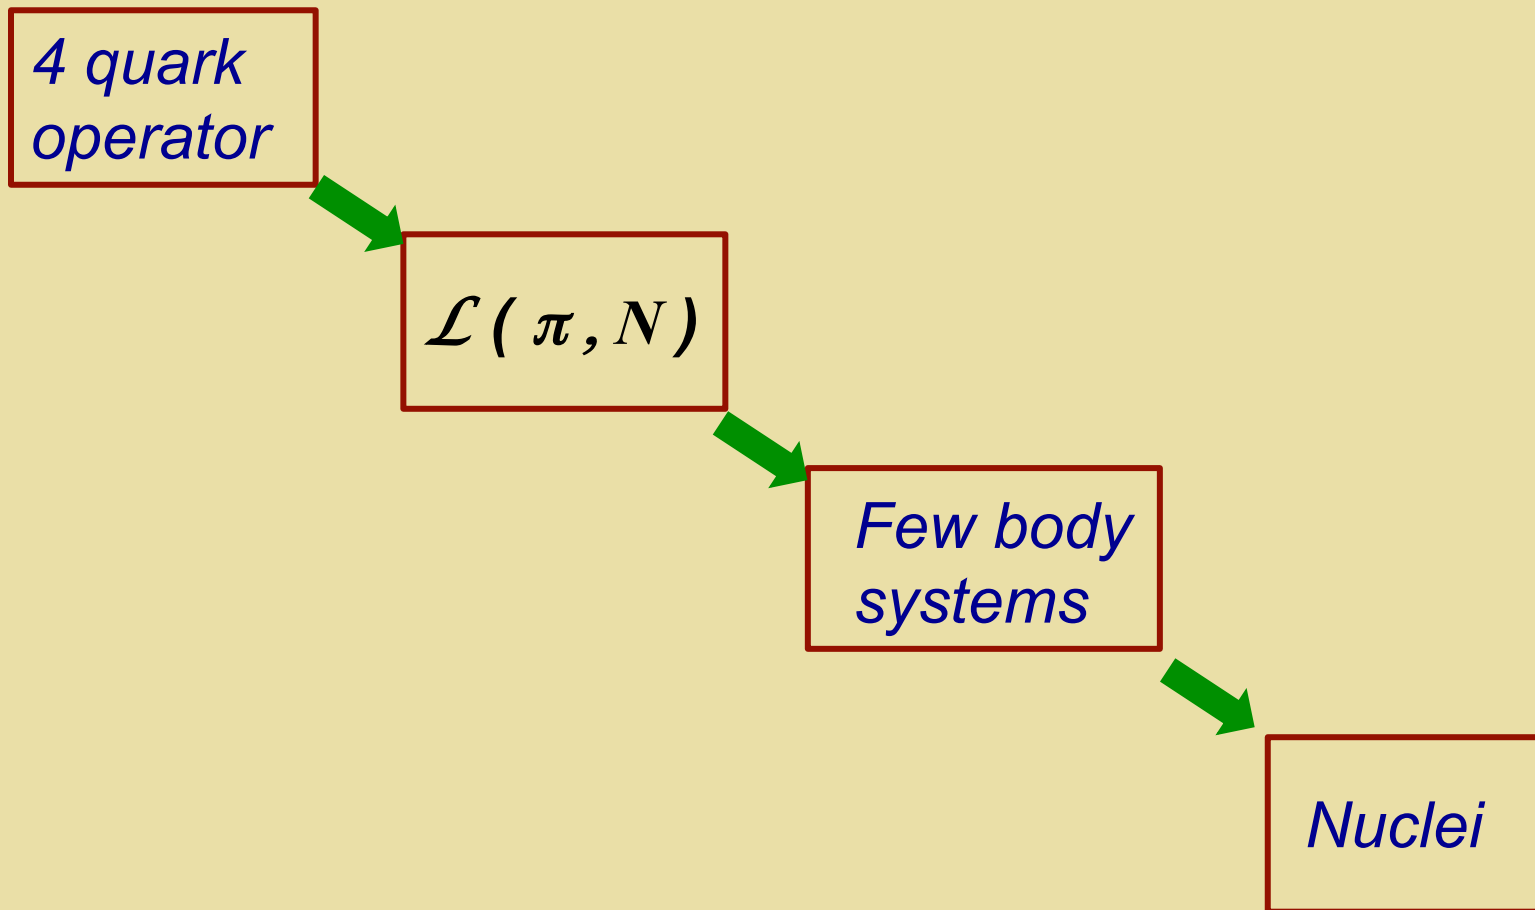 4 quark
operator
ℒ(π,N)
Few body
systems
Nuclei